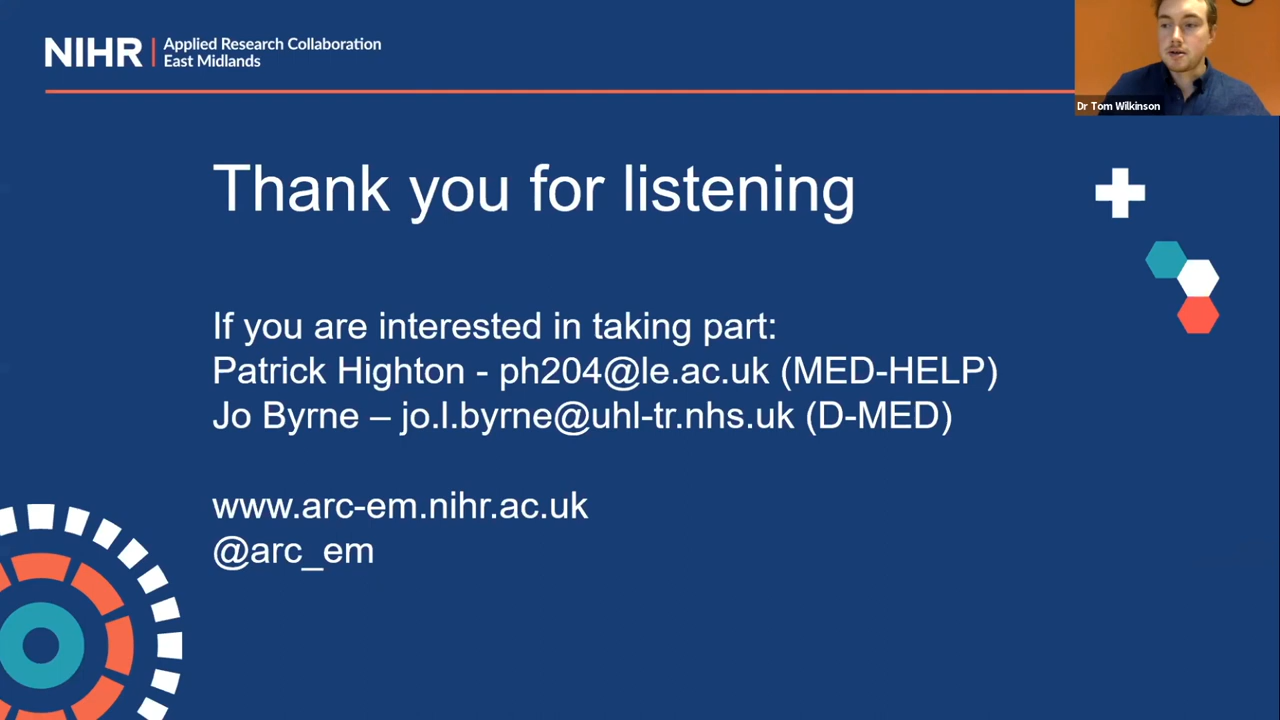 NIHR | Applied Research Collaboration
East Midlands
Dr Tom Wilkinson
Thank you for listening
If you are interested in taking part:
Patrick Highton - ph204@le.ac.uk (MED-HELP)
Jo Byrne – jo.l.byrne@uhl-tr.nhs.uk (D-MED)
www.arc-em.nihr.ac.uk
@arc_em